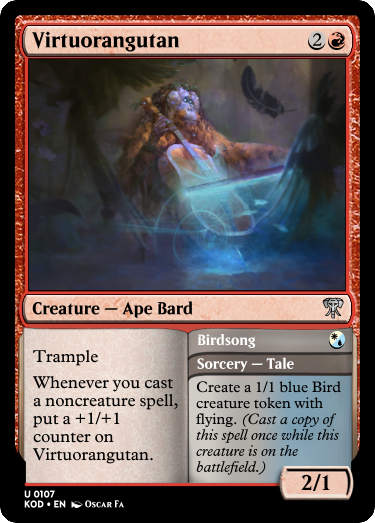 Virtuorangutan 2
Creature — Ape Bard
Trample
Whenever you cast
a noncreature spell,
put a +1/+1
counter on
Virtuorangutan.
Birdsong
Sorcery — Tale
Create a 1/1 blue Bird
creature token with
flying. (Cast a copy of
this spell once while this
creature is on the
battlefield.)
2/1
U 0107
KOD • EN Oscar Fa